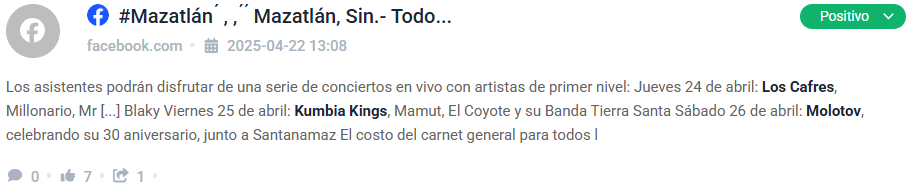 #Mazatlán´ ,¸,´´ Mazatlán, Sin.- Todo...
Positivo
facebook.com 2025-04-22 13:08
Los asistentes podrán disfrutar de una serie de conciertos en vivo con artistas de primer nivel: Jueves 24 de abril: Los Cafres,
Millonario, Mr [...] Blaky Viernes 25 de abril: Kumbia Kings, Mamut, El Coyote y su Banda Tierra Santa Sábado 26 de abril: Molotov,
celebrando su 30 aniversario, junto a Santanamaz El costo del carnet general para todos l
0 7 1